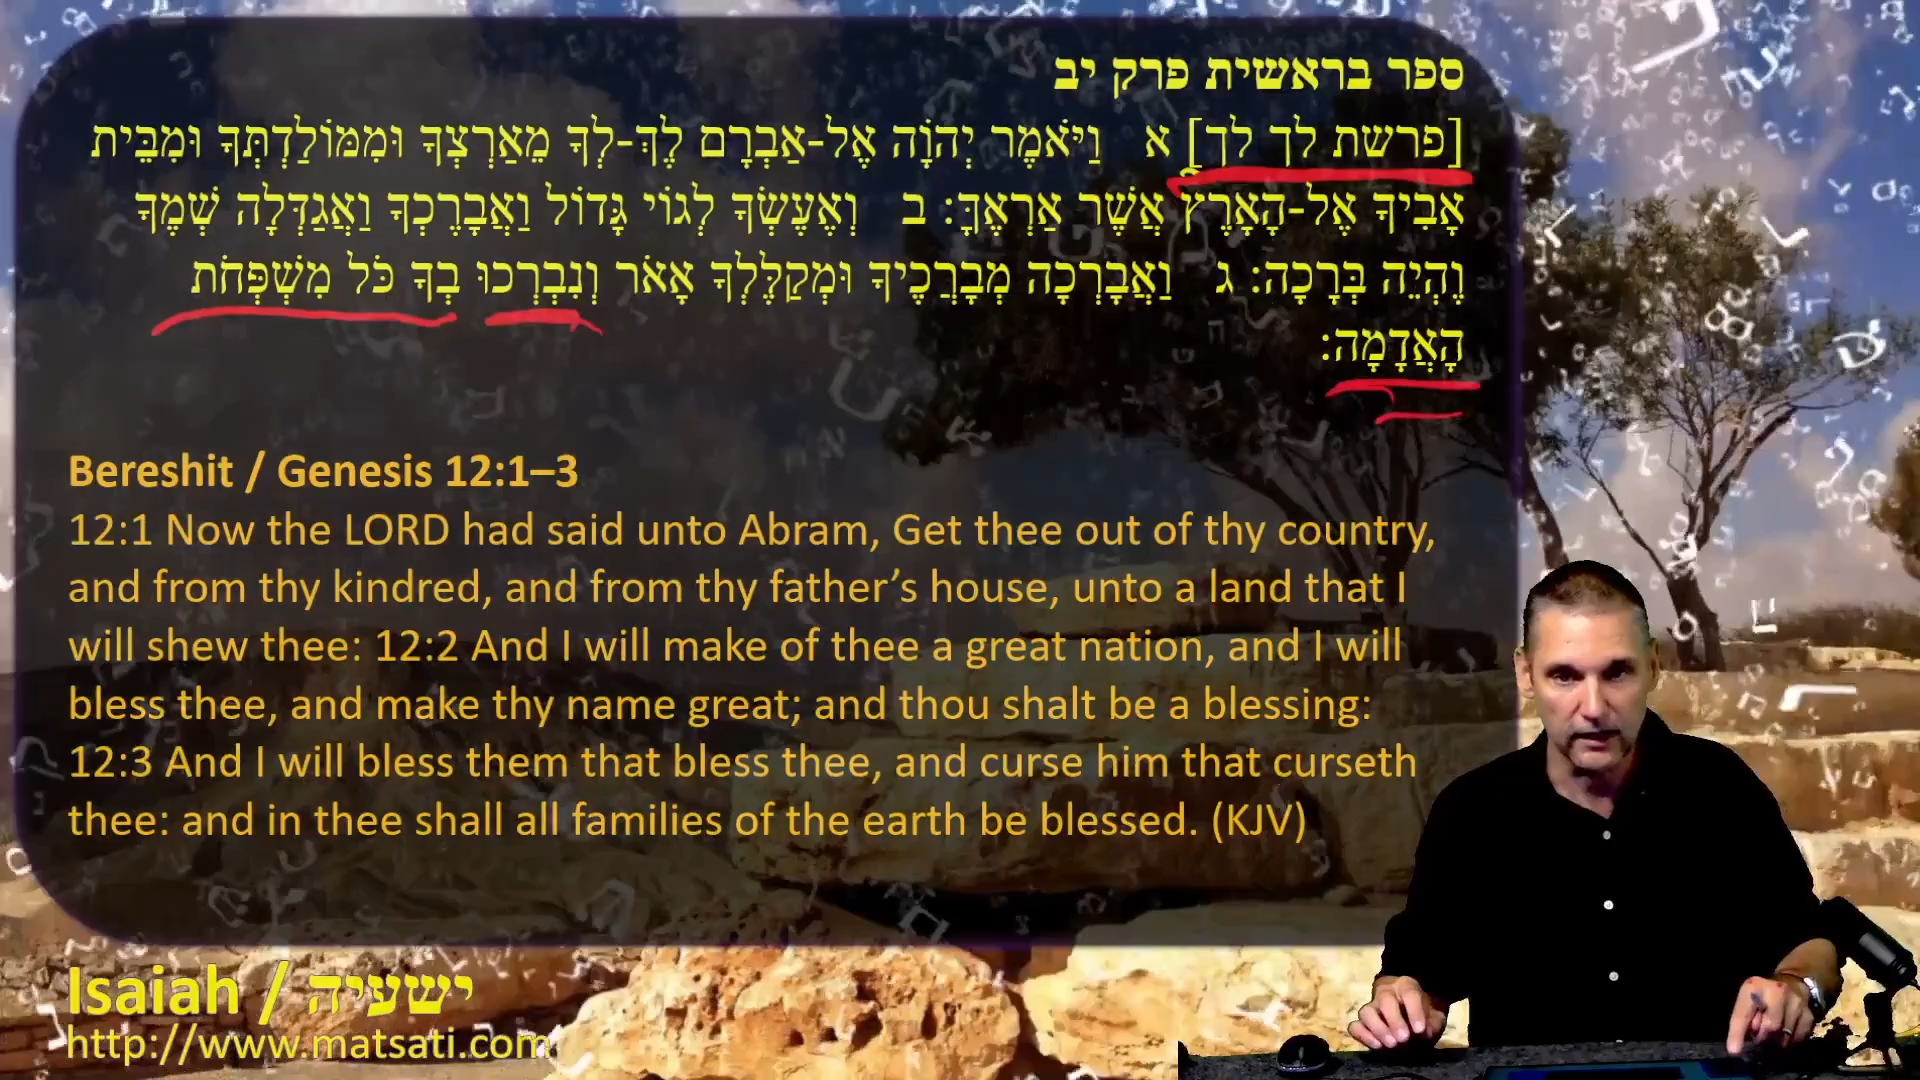 ספר בראשית פרק יב
[פרשת לך לך] א וַיֹּאמֶר יְהוָֹה אֶל-אַבְרָם לֶךְ-לְךָ מֵאַרְצְךָ וּמִמּוֹלַדְתְּךָ וּמִבֵּית
אָבִיךָ אֶל-הָאָרֶץ אֲשֶׁר אַרְאֶךָּ: ב וְאֶעֶשְׂךָ לְגוֹי גָּדוֹל וַאֲבָרֶכְךָ וַאֲגַדְּלָה שְׁמֶךָ
וֶהְיֵה בְּרָכָה: ג וַאֲבָרְכָה מְבָרֲכֶיךָ וּמְקַלֶּלְךָ אָאֹר וְנִבְרְכוּ בְךָ כֹּל מִשְׁפְּחֹת
הָאֲדָמָה:
Bereshit / Genesis 12:1–3
12:1 Now the LORD had said unto Abram, Get thee out of thy country,
and from thy kindred, and from thy father’s house, unto a land that I
will shew thee: 12:2 And I will make of thee a great nation, and I will
bless thee, and make thy name great; and thou shalt be a blessing:
12:3 And I will bless them that bless thee, and curse him that curseth
thee: and in thee shall all families of the earth be blessed. (KJV)
Isaiah / ישעיה
http://www.matsati.com